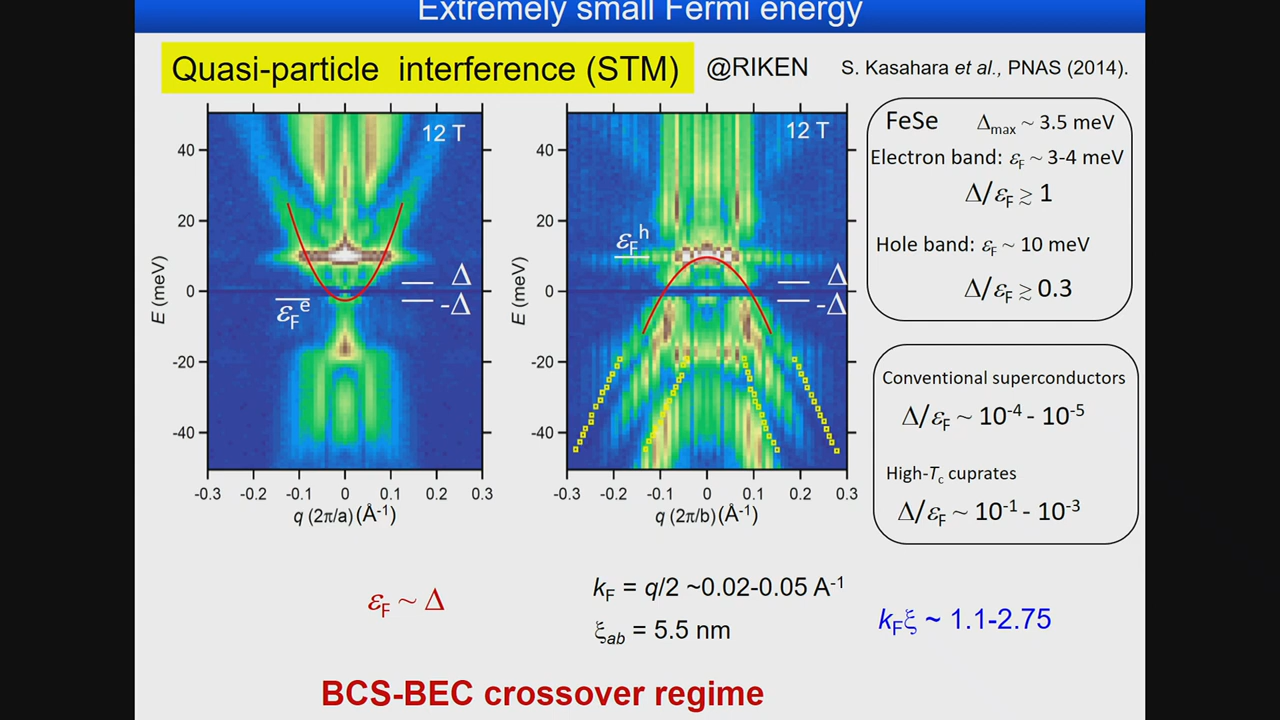 Extremely small Fermi energy
Quasi-particle interference (STM) @RIKEN S. Kasahara et al., PNAS (2014).
12 T
40
20
0
-20
-40
E (meV)
-0.3 -0.2 -0.1 0 0.1 0.2 0.3
q (2π/a) (Å⁻¹)
εFᵉ
Δ
-Δ
12 T
40
20
0
-20
-40
E (meV)
-0.3 -0.2 -0.1 0 0.1 0.2 0.3
q (2π/b) (Å⁻¹)
εFʰ
Δ
-Δ
FeSe Δmax ~ 3.5 meV
Electron band: εF ~ 3-4 meV
Δ/εF ≳ 1
Hole band: εF ~ 10 meV
Δ/εF ≳ 0.3
Conventional superconductors
Δ/εF ~ 10⁻⁴ - 10⁻⁵
High-Tc cuprates
Δ/εF ~ 10⁻¹ - 10⁻³
εF ~ Δ
kF = q/2 ~0.02-0.05 A⁻¹
ξab = 5.5 nm
kFξ ~ 1.1-2.75
BCS-BEC crossover regime